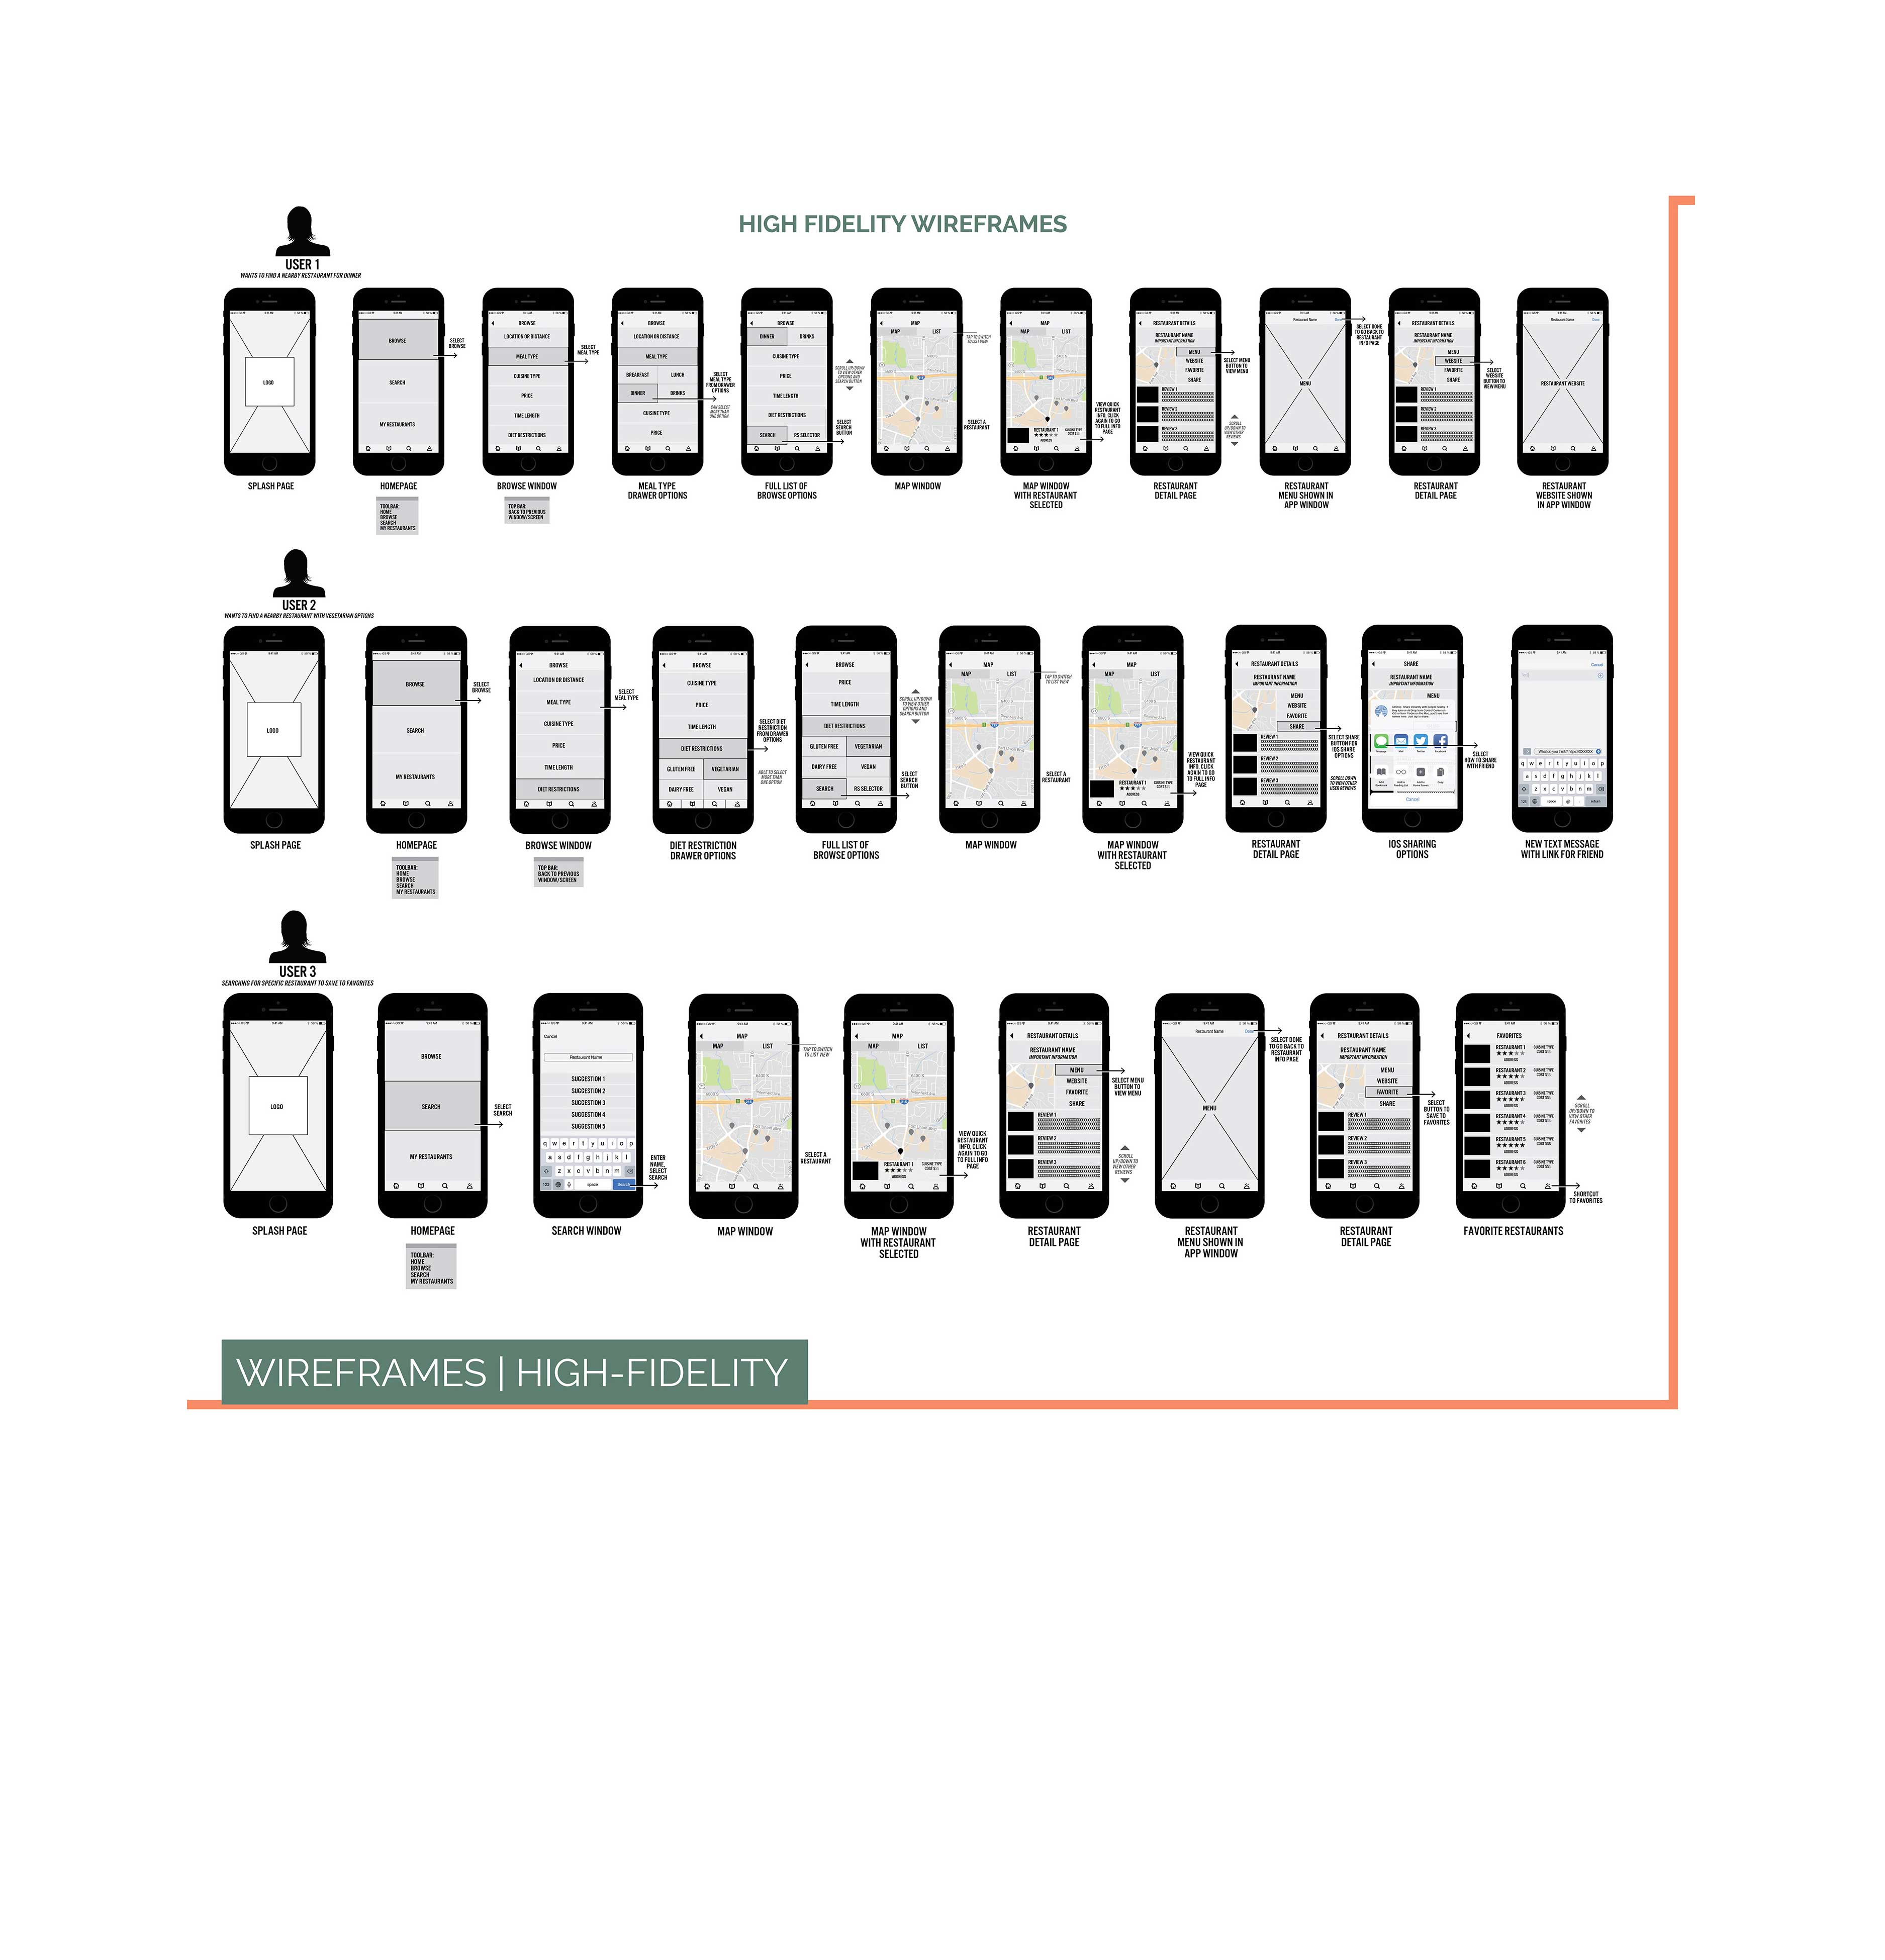 HIGH FIDELITY WIREFRAMES
USER 1
WANTS TO FIND A NEARBY RESTAURANT FOR DINNER
LOGO
SPLASH PAGE
BROWSE
SEARCH
MY RESTAURANTS
SELECT
BROWSE
HOMEPAGE
TOOLBAR:
HOME
BROWSE
SEARCH
MY RESTAURANTS
BROWSE
LOCATION OR DISTANCE
MEAL TYPE
CUISINE TYPE
PRICE
TIME LENGTH
DIET RESTRICTIONS
SELECT
MEAL TYPE
BROWSE WINDOW
TOP BAR:
BACK TO PREVIOUS
WINDOW/SCREEN
BROWSE
LOCATION OR DISTANCE
MEAL TYPE
BREAKFAST LUNCH
DINNER DRINKS
CUISINE TYPE
PRICE
SELECT
MEAL TYPE
FROM DRAWER
OPTIONS
CAN SELECT
MORE THAN
ONE OPTION
MEAL TYPE
DRAWER OPTIONS
BROWSE
DINNER DRINKS
CUISINE TYPE
PRICE
TIME LENGTH
DIET RESTRICTIONS
SEARCH RS SELECTOR
SCROLL UP/DOWN
TO VIEW OTHER
OPTIONS AND
SEARCH BUTTON
SELECT
SEARCH
BUTTON
FULL LIST OF
BROWSE OPTIONS
MAP
MAP LIST
TAP TO SWITCH
TO LIST VIEW
SELECT A
RESTAURANT
MAP WINDOW
MAP
MAP LIST
RESTAURANT 1
ADDRESS
CUISINE TYPE
VIEW QUICK
RESTAURANT
INFO, CLICK
AGAIN TO GO
TO FULL INFO
PAGE
MAP WINDOW
WITH RESTAURANT
SELECTED
RESTAURANT DETAILS
RESTAURANT NAME
IMPORTANT INFORMATION
MENU
WEBSITE
FAVORITE
SHARE
REVIEW 1
REVIEW 2
REVIEW 3
SELECT MENU
BUTTON TO
VIEW MENU
SCROLL
UP/DOWN TO
VIEW OTHER
REVIEWS
RESTAURANT
DETAIL PAGE
Restaurant Name Done
MENU
SELECT DONE
TO GO BACK TO
RESTAURANT
INFO PAGE
RESTAURANT
MENU SHOWN IN
APP WINDOW
RESTAURANT DETAILS
RESTAURANT NAME
IMPORTANT INFORMATION
MENU
WEBSITE
FAVORITE
SHARE
REVIEW 1
REVIEW 2
REVIEW 3
SELECT
WEBSITE
BUTTON TO
VIEW MENU
RESTAURANT
DETAIL PAGE
Restaurant Name Done
RESTAURANT WEBSITE
RESTAURANT
WEBSITE SHOWN
IN APP WINDOW
USER 2
WANTS TO FIND A NEARBY RESTAURANT WITH VEGETARIAN OPTIONS
LOGO
SPLASH PAGE
BROWSE
SEARCH
MY RESTAURANTS
SELECT
BROWSE
HOMEPAGE
TOOLBAR:
HOME
BROWSE
SEARCH
MY RESTAURANTS
BROWSE
LOCATION OR DISTANCE
MEAL TYPE
CUISINE TYPE
PRICE
TIME LENGTH
DIET RESTRICTIONS
SELECT
MEAL TYPE
BROWSE WINDOW
TOP BAR:
BACK TO PREVIOUS
WINDOW/SCREEN
BROWSE
CUISINE TYPE
PRICE
TIME LENGTH
DIET RESTRICTIONS
GLUTEN FREE VEGETARIAN
DAIRY FREE VEGAN
SELECT DIET
RESTRICTION
FROM DRAWER
OPTIONS
ABLE TO SELECT
MORE THAN
ONE OPTION
DIET RESTRICTION
DRAWER OPTIONS
BROWSE
PRICE
TIME LENGTH
DIET RESTRICTIONS
GLUTEN FREE VEGETARIAN
DAIRY FREE VEGAN
SEARCH RS SELECTOR
SCROLL UP/DOWN
TO VIEW OTHER
OPTIONS AND
SEARCH BUTTON
SELECT
SEARCH
BUTTON
FULL LIST OF
BROWSE OPTIONS
MAP
MAP LIST
TAP TO SWITCH
TO LIST VIEW
SELECT A
RESTAURANT
MAP WINDOW
MAP
MAP LIST
RESTAURANT 1
ADDRESS
CUISINE TYPE
VIEW QUICK
RESTAURANT
INFO, CLICK
AGAIN TO GO
TO FULL INFO
PAGE
MAP WINDOW
WITH RESTAURANT
SELECTED
RESTAURANT DETAILS
RESTAURANT NAME
IMPORTANT INFORMATION
MENU
WEBSITE
FAVORITE
SHARE
REVIEW 1
REVIEW 2
REVIEW 3
SELECT SHARE
BUTTON FOR
IOS SHARE
OPTIONS
SCROLL DOWN
TO VIEW OTHER
USER REVIEWS
RESTAURANT
DETAIL PAGE
SHARE
RESTAURANT NAME
IMPORTANT INFORMATION
MENU
Cancel
SELECT
HOW TO SHARE
WITH FRIEND
IOS SHARING
OPTIONS
Cancel
q w e r t y u i o p
a s d f g h j k l
z x c v b n m
space
NEW TEXT MESSAGE
WITH LINK FOR FRIEND
USER 3
SEARCHING FOR SPECIFIC RESTAURANT TO SAVE TO FAVORITES
LOGO
SPLASH PAGE
BROWSE
SEARCH
MY RESTAURANTS
SELECT
SEARCH
HOMEPAGE
TOOLBAR:
HOME
BROWSE
SEARCH
MY RESTAURANTS
Cancel
Restaurant Name
SUGGESTION 1
SUGGESTION 2
SUGGESTION 3
SUGGESTION 4
SUGGESTION 5
q w e r t y u i o p
a s d f g h j k l
z x c v b n m
123 space Search
ENTER
NAME,
SELECT
SEARCH
SEARCH WINDOW
MAP
MAP LIST
TAP TO SWITCH
TO LIST VIEW
SELECT A
RESTAURANT
MAP WINDOW
MAP
MAP LIST
RESTAURANT 1
ADDRESS
CUISINE TYPE
VIEW QUICK
RESTAURANT
INFO, CLICK
AGAIN TO GO
TO FULL INFO
PAGE
MAP WINDOW
WITH RESTAURANT
SELECTED
RESTAURANT DETAILS
RESTAURANT NAME
IMPORTANT INFORMATION
MENU
WEBSITE
FAVORITE
SHARE
REVIEW 1
REVIEW 2
REVIEW 3
SELECT MENU
BUTTON TO
VIEW MENU
SCROLL
UP/DOWN TO
VIEW OTHER
REVIEWS
RESTAURANT
DETAIL PAGE
Restaurant Name Done
MENU
SELECT DONE
TO GO BACK TO
RESTAURANT
INFO PAGE
RESTAURANT
MENU SHOWN IN
APP WINDOW
RESTAURANT DETAILS
RESTAURANT NAME
IMPORTANT INFORMATION
MENU
WEBSITE
FAVORITE
SHARE
REVIEW 1
REVIEW 2
REVIEW 3
SELECT
BUTTON TO
SAVE TO
FAVORITES
RESTAURANT
DETAIL PAGE
FAVORITES
RESTAURANT 1 CUISINE TYPE
ADDRESS
RESTAURANT 2 CUISINE TYPE
ADDRESS
RESTAURANT 3 CUISINE TYPE
ADDRESS
RESTAURANT 4 CUISINE TYPE
ADDRESS
RESTAURANT 5 CUISINE TYPE
ADDRESS
RESTAURANT 6 CUISINE TYPE
ADDRESS
SCROLL
UP/DOWN TO
VIEW OTHER
FAVORITES
SHORTCUT
TO FAVORITES
FAVORITE RESTAURANTS
WIREFRAMES | HIGH-FIDELITY